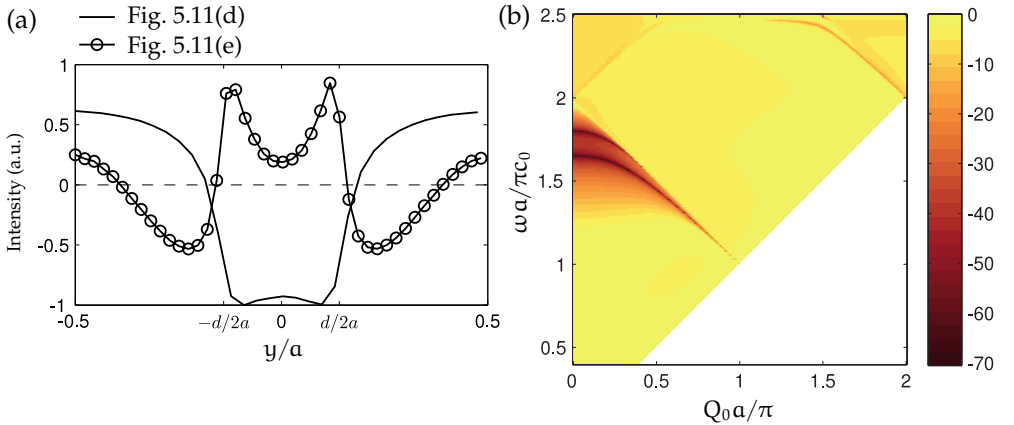 (a)
Fig. 5.11(d)
Fig. 5.11(e)
Intensity (a.u.)
1
0.5
0
-0.5
-1
-0.5
−d/2a
0
d/2a
0.5
y/a
(b)
ωa/πc₀
2.5
2
1.5
1
0.5
0
0.5
1
1.5
2
Q₀a/π
0
-10
-20
-30
-40
-50
-60
-70